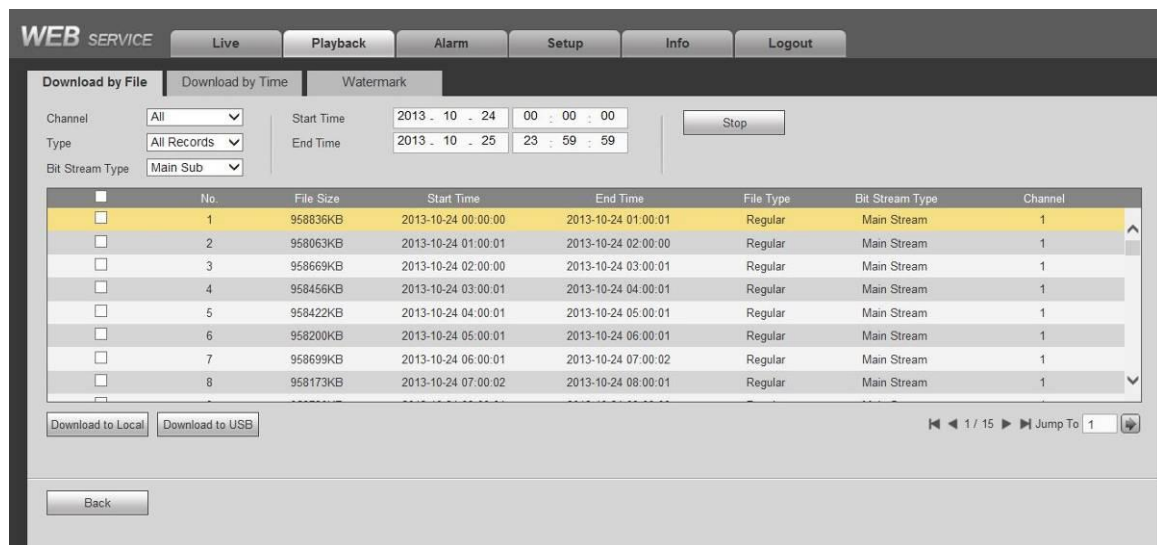 WEB SERVICE Live Playback Alarm Setup Info Logout
Download by File Download by Time Watermark
Channel All Start Time 2013 . 10 . 24 00 : 00 : 00 Stop
Type All Records End Time 2013 . 10 . 25 23 : 59 : 59
Bit Stream Type Main Sub
No. File Size Start Time End Time File Type Bit Stream Type Channel
1 958836KB 2013-10-24 00:00:00 2013-10-24 01:00:01 Regular Main Stream 1
2 958063KB 2013-10-24 01:00:01 2013-10-24 02:00:00 Regular Main Stream 1
3 958669KB 2013-10-24 02:00:00 2013-10-24 03:00:01 Regular Main Stream 1
4 958456KB 2013-10-24 03:00:01 2013-10-24 04:00:01 Regular Main Stream 1
5 958422KB 2013-10-24 04:00:01 2013-10-24 05:00:01 Regular Main Stream 1
6 958200KB 2013-10-24 05:00:01 2013-10-24 06:00:01 Regular Main Stream 1
7 958699KB 2013-10-24 06:00:01 2013-10-24 07:00:02 Regular Main Stream 1
8 958173KB 2013-10-24 07:00:02 2013-10-24 08:00:01 Regular Main Stream 1
Download to Local Download to USB 1 / 15 Jump To 1
Back